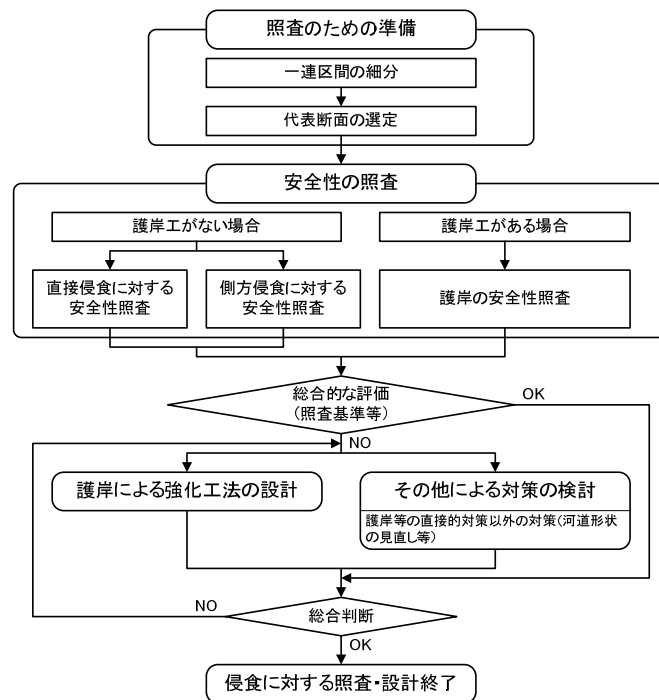 照査のための準備
一連区間の細分
代表断面の選定
安全性の照査
護岸工がない場合
護岸工がある場合
直接侵食に対する
安全性照査
側方侵食に対する
安全性照査
護岸の安全性照査
総合的な評価
(照査基準等)
OK
NO
護岸による強化工法の設計
その他による対策の検討
護岸等の直接的対策以外の対策(河道形状
の見直し等)
NO
総合判断
OK
侵食に対する照査・設計終了